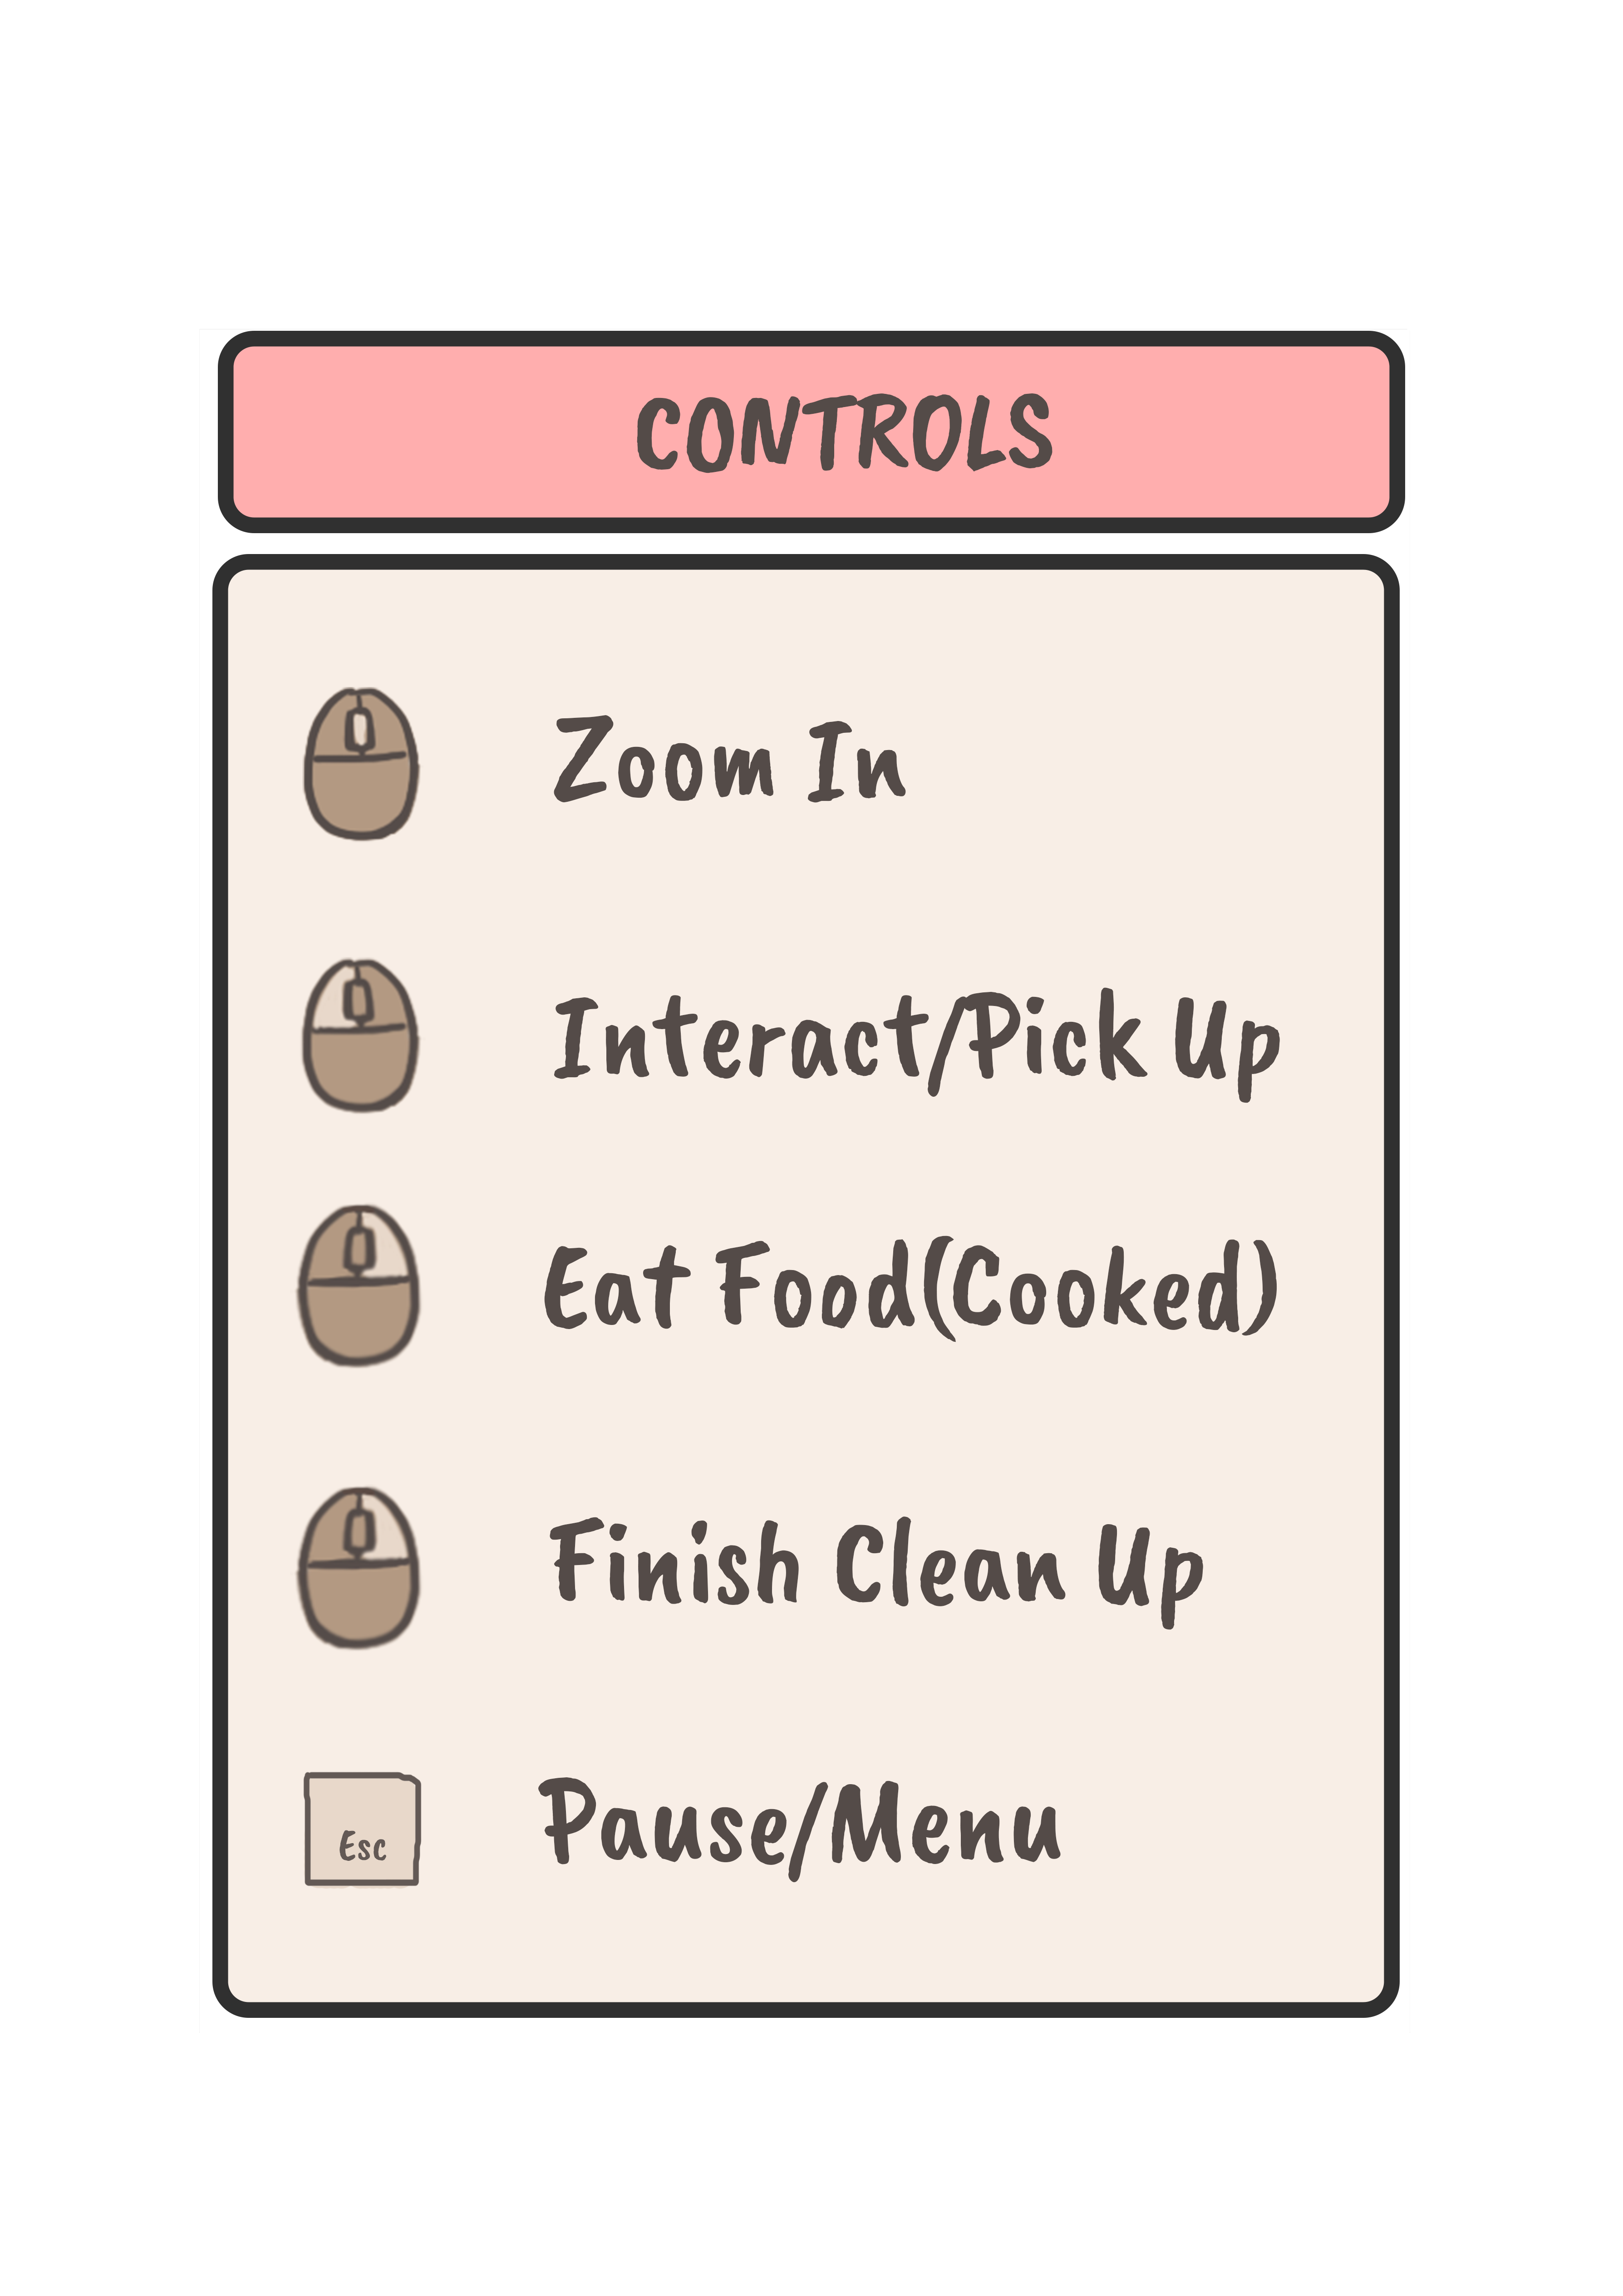 CONTROLS
Zoom In
Interact/Pick Up
Eat Food(Cooked)
Finish Clean Up
Esc
Pause/Menu